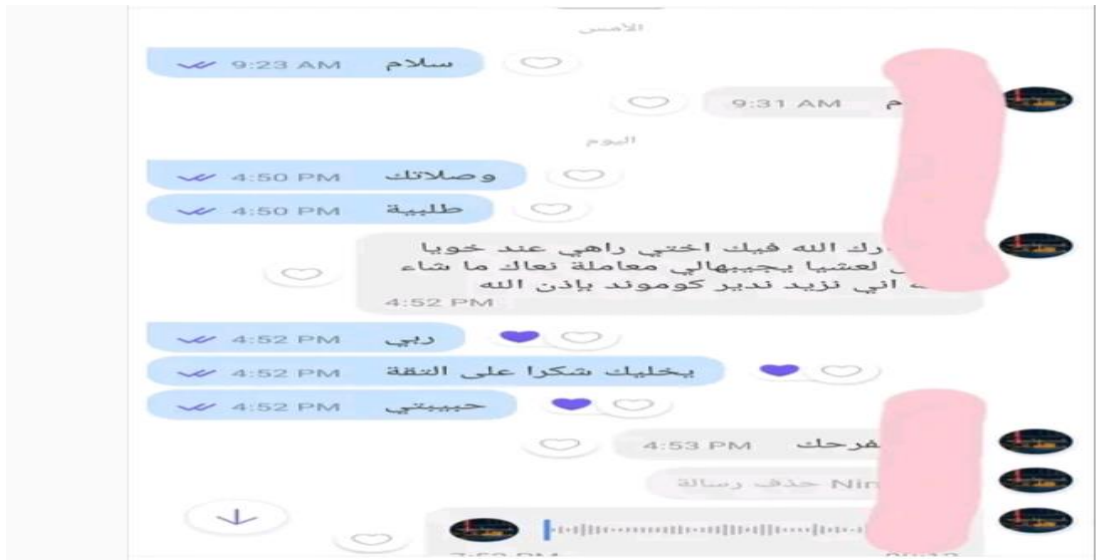 الأمس
سلام 9:23 AM
9:31 AM
اليوم
وصلاتك 4:50 PM
طلبية 4:50 PM
الله فيك اختي راهي عند خويا
لعشيا يجيبهالي معاملة نعاك ما شاء
اني نزيد ندير كوموند بإذن الله
4:52 PM
ربي 4:52 PM
يخليك شكرا على الثقة 4:52 PM
حبيبتي 4:52 PM
4:53 PM
حذف رسالة